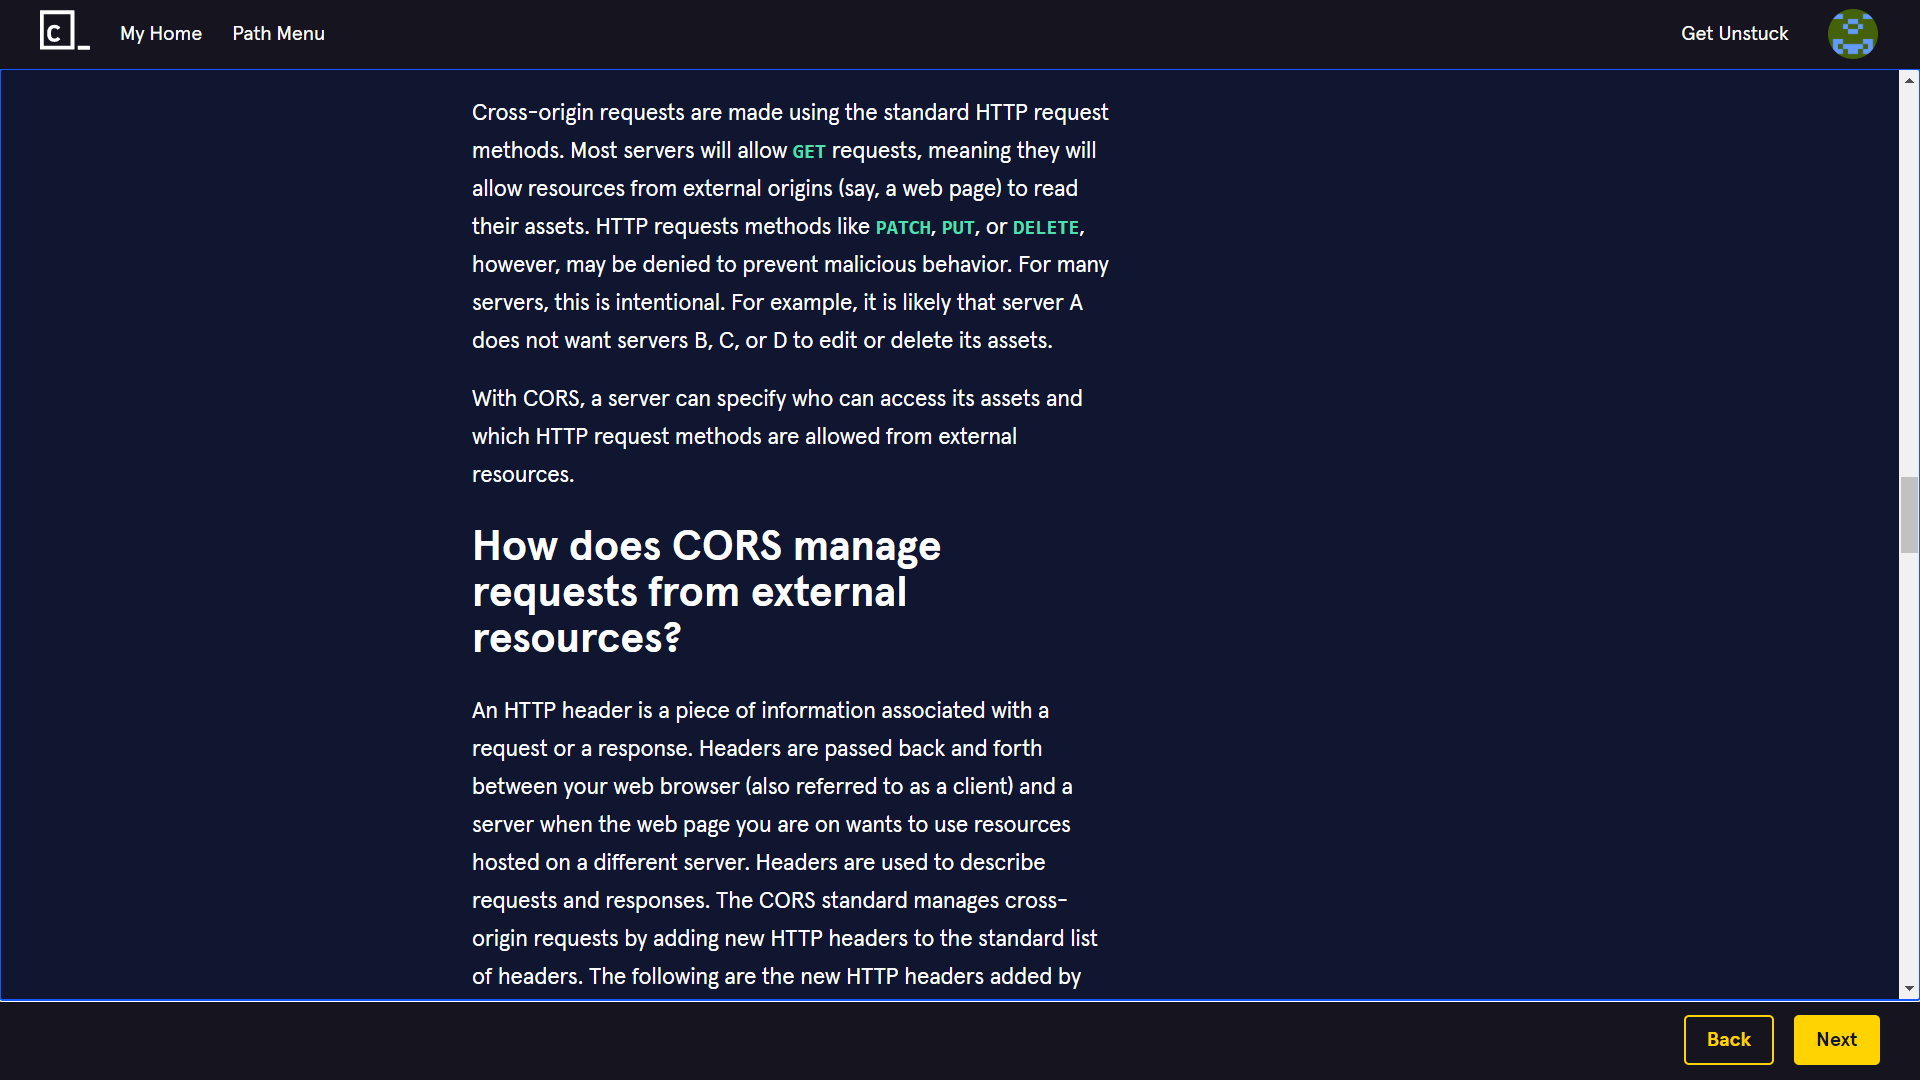 C_
My Home
Path Menu
Get Unstuck
Cross-origin requests are made using the standard HTTP request
methods. Most servers will allow GET requests, meaning they will
allow resources from external origins (say, a web page) to read
their assets. HTTP requests methods like PATCH, PUT, or DELETE,
however, may be denied to prevent malicious behavior. For many
servers, this is intentional. For example, it is likely that server A
does not want servers B, C, or D to edit or delete its assets.
With CORS, a server can specify who can access its assets and
which HTTP request methods are allowed from external
resources.
How does CORS manage
requests from external
resources?
An HTTP header is a piece of information associated with a
request or a response. Headers are passed back and forth
between your web browser (also referred to as a client) and a
server when the web page you are on wants to use resources
hosted on a different server. Headers are used to describe
requests and responses. The CORS standard manages cross-
origin requests by adding new HTTP headers to the standard list
of headers. The following are the new HTTP headers added by
Back
Next